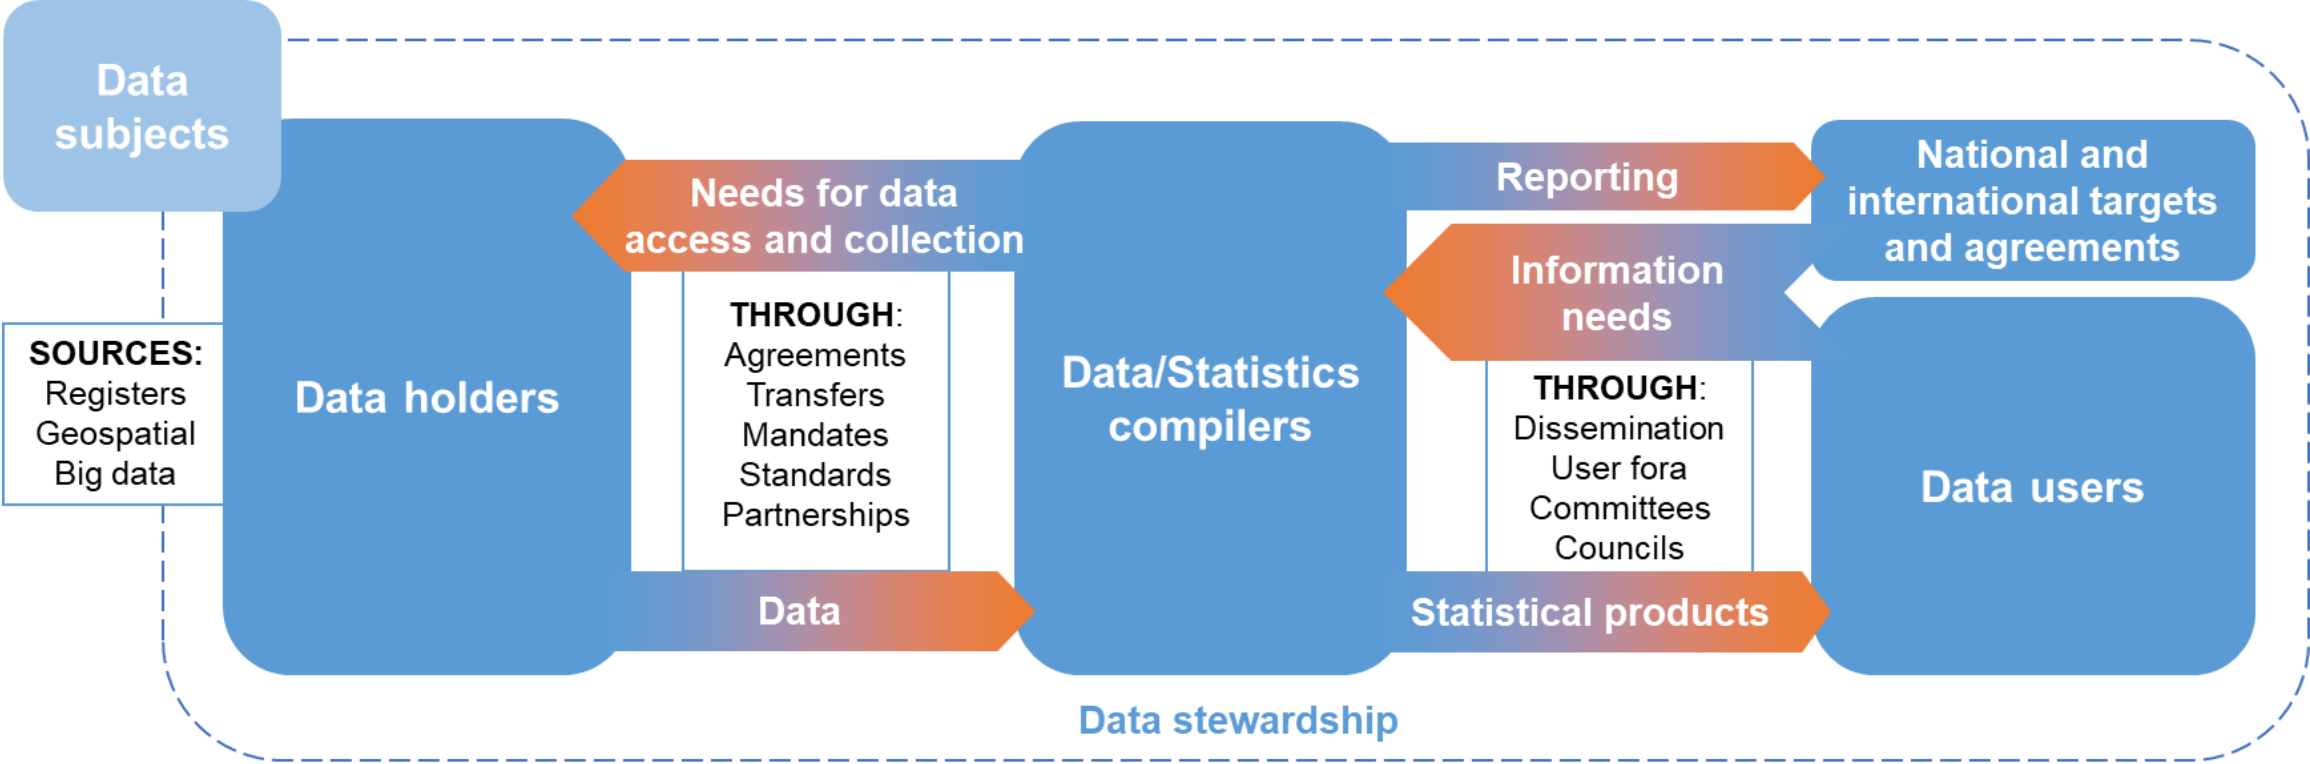 Data
subjects
SOURCES:
Registers
Geospatial
Big data
Data holders
Needs for data
access and collection
THROUGH:
Agreements
Transfers
Mandates
Standards
Partnerships
Data
Data/Statistics
compilers
Reporting
Information
needs
THROUGH:
Dissemination
User fora
Committees
Councils
Statistical products
National and
international targets
and agreements
Data users
Data stewardship